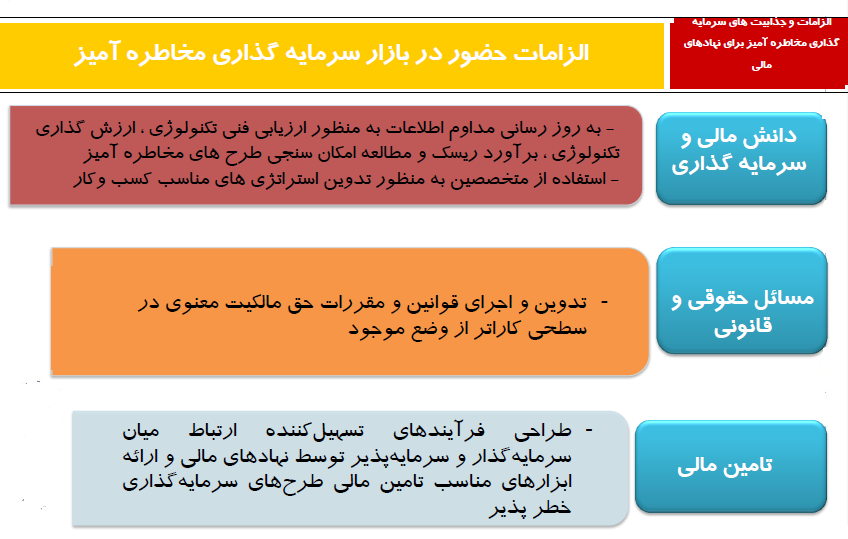 الزامات و جذابیت های سرمایه
گذاری مخاطره آمیز برای نهادهای
مالی
الزامات حضور در بازار سرمایه گذاری مخاطره آمیز
دانش مالی و
سرمایه گذاری
– به روز رسانی مداوم اطلاعات به منظور ارزیابی فنی تکنولوژی ، ارزش گذاری
تکنولوژی ، برآورد ریسک و مطالعه امکان سنجی طرح های مخاطره آمیز
– استفاده از متخصصین به منظور تدوین استراتژی های مناسب کسب وکار
مسائل حقوقی و
قانونی
- تدوین و اجرای قوانین و مقررات حق مالکیت معنوی در
سطحی کاراتر از وضع موجود
تامین مالی
- طراحی فرآیندهای تسهیل‌کننده ارتباط میان
سرمایه‌گذار و سرمایه‌پذیر توسط نهادهای مالی و ارائه
ابزارهای مناسب تامین مالی طرح‌های سرمایه‌گذاری
خطر پذیر